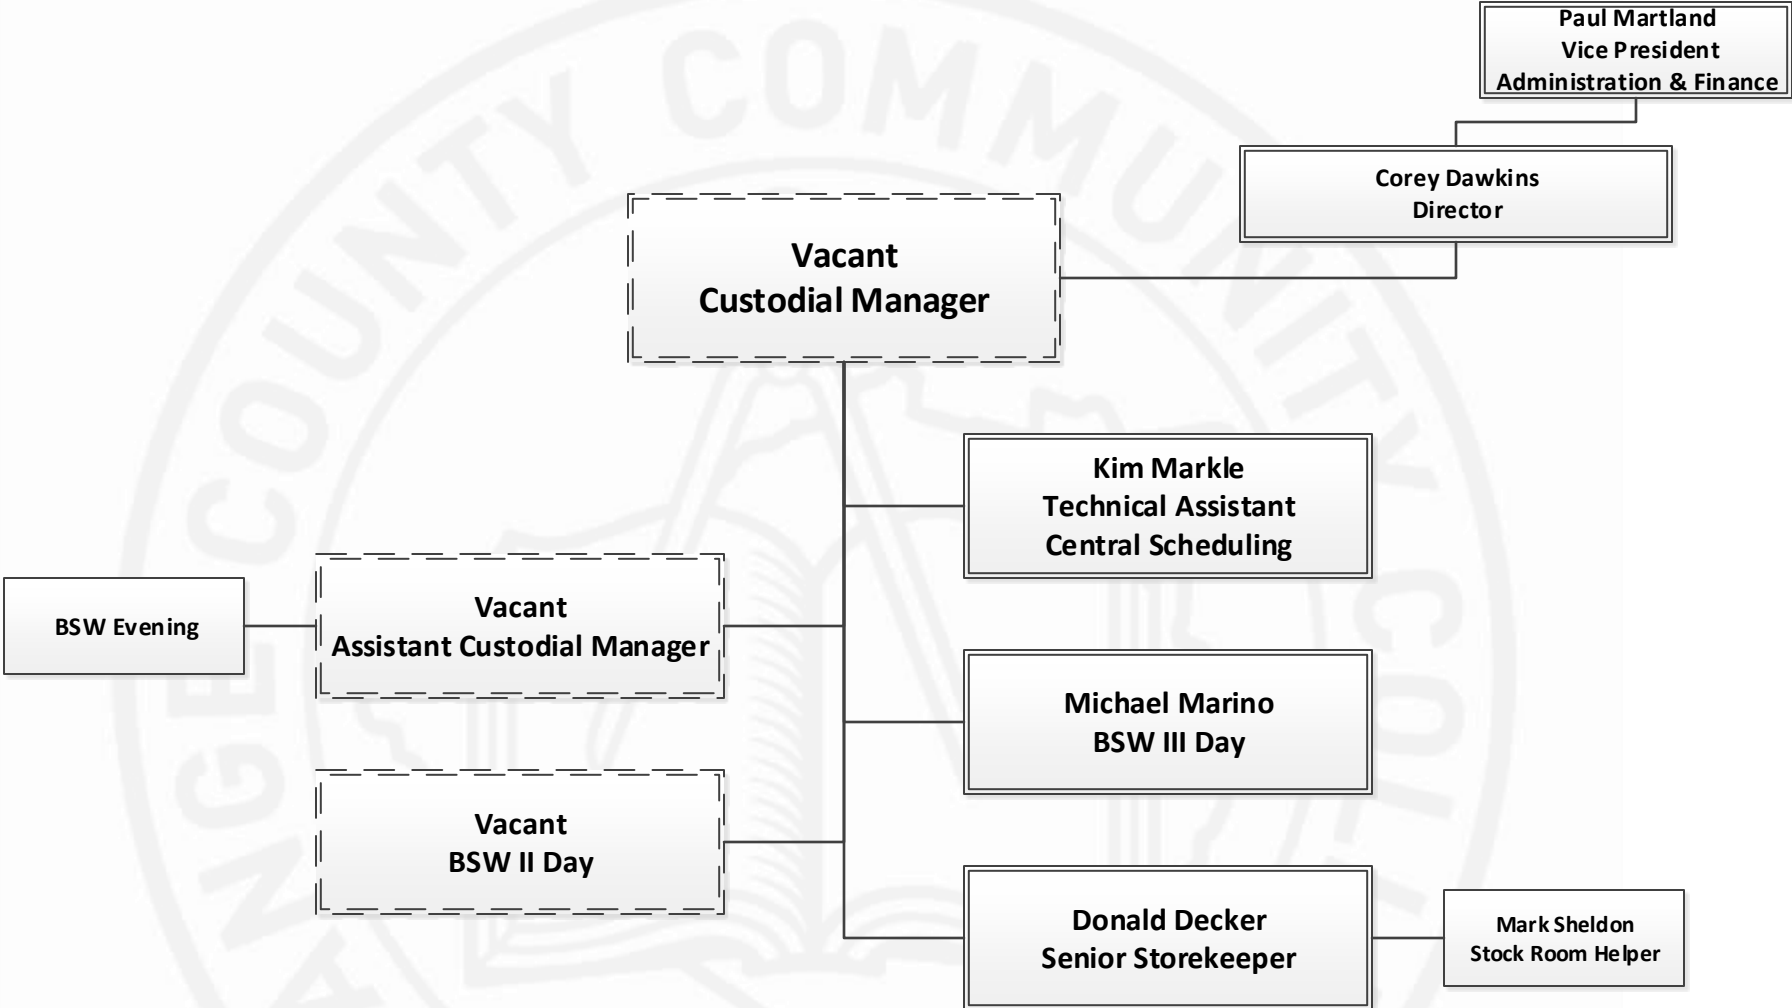 Paul Martland
Vice President
Administration & Finance
Corey Dawkins
Director
Vacant
Custodial Manager
Kim Markle
Technical Assistant
Central Scheduling
BSW Evening
Vacant
Assistant Custodial Manager
Michael Marino
BSW III Day
Vacant
BSW II Day
Donald Decker
Senior Storekeeper
Mark Sheldon
Stock Room Helper
COUNTY COMMUNITY